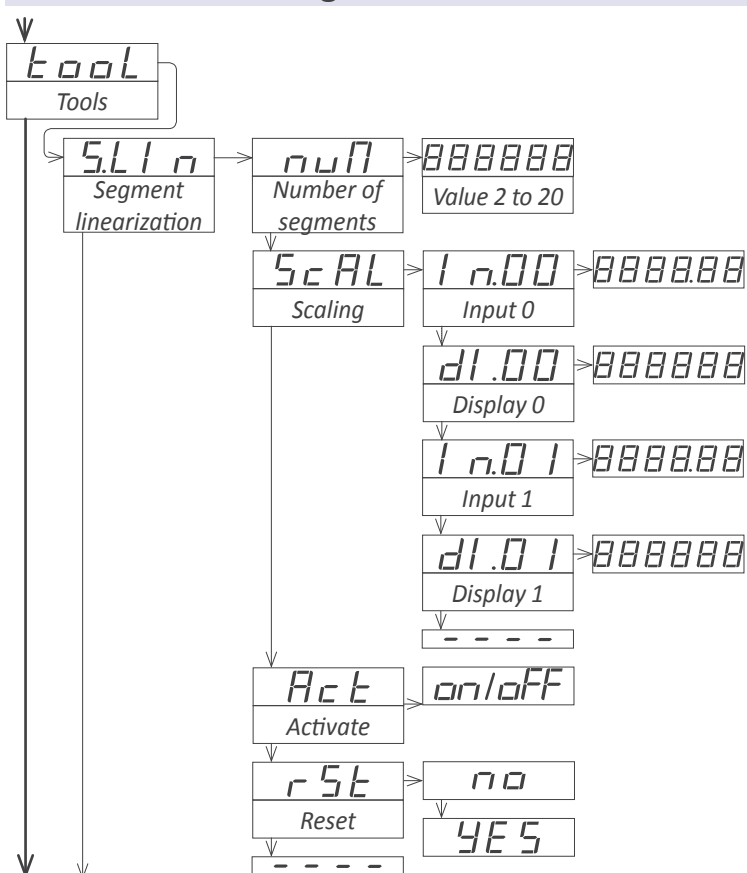 tooL
Tools
S.LIn
nuM
888888
Segment
linearization
Number of
segments
Value 2 to 20
ScAL
In.00
8888.88
Scaling
Input 0
dI.00
888888
Display 0
In.01
8888.88
Input 1
dI.01
888888
Display 1
----
Act
on/oFF
Activate
rSt
no
Reset
YES
----